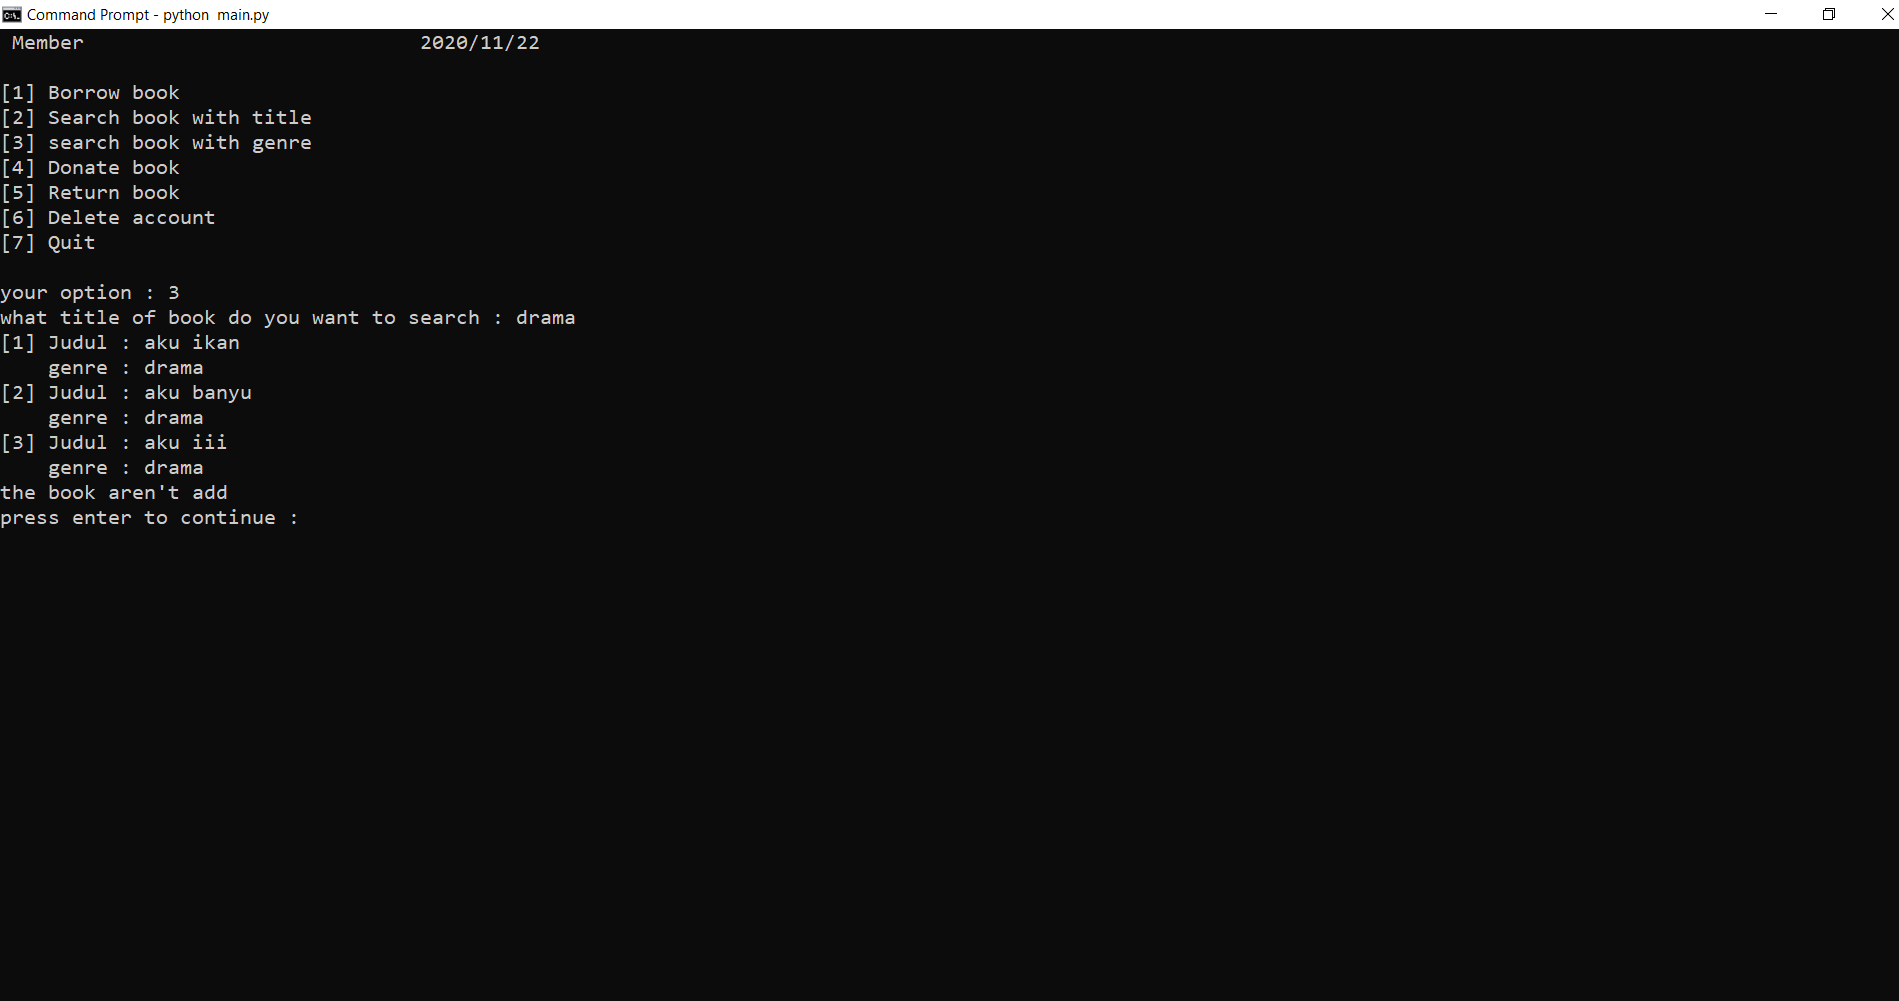 Command Prompt - python  main.py
Member                            2020/11/22
[1] Borrow book
[2] Search book with title
[3] search book with genre
[4] Donate book
[5] Return book
[6] Delete account
[7] Quit
your option : 3
what title of book do you want to search : drama
[1] Judul : aku ikan
    genre : drama
[2] Judul : aku banyu
    genre : drama
[3] Judul : aku iii
    genre : drama
the book aren't add
press enter to continue :